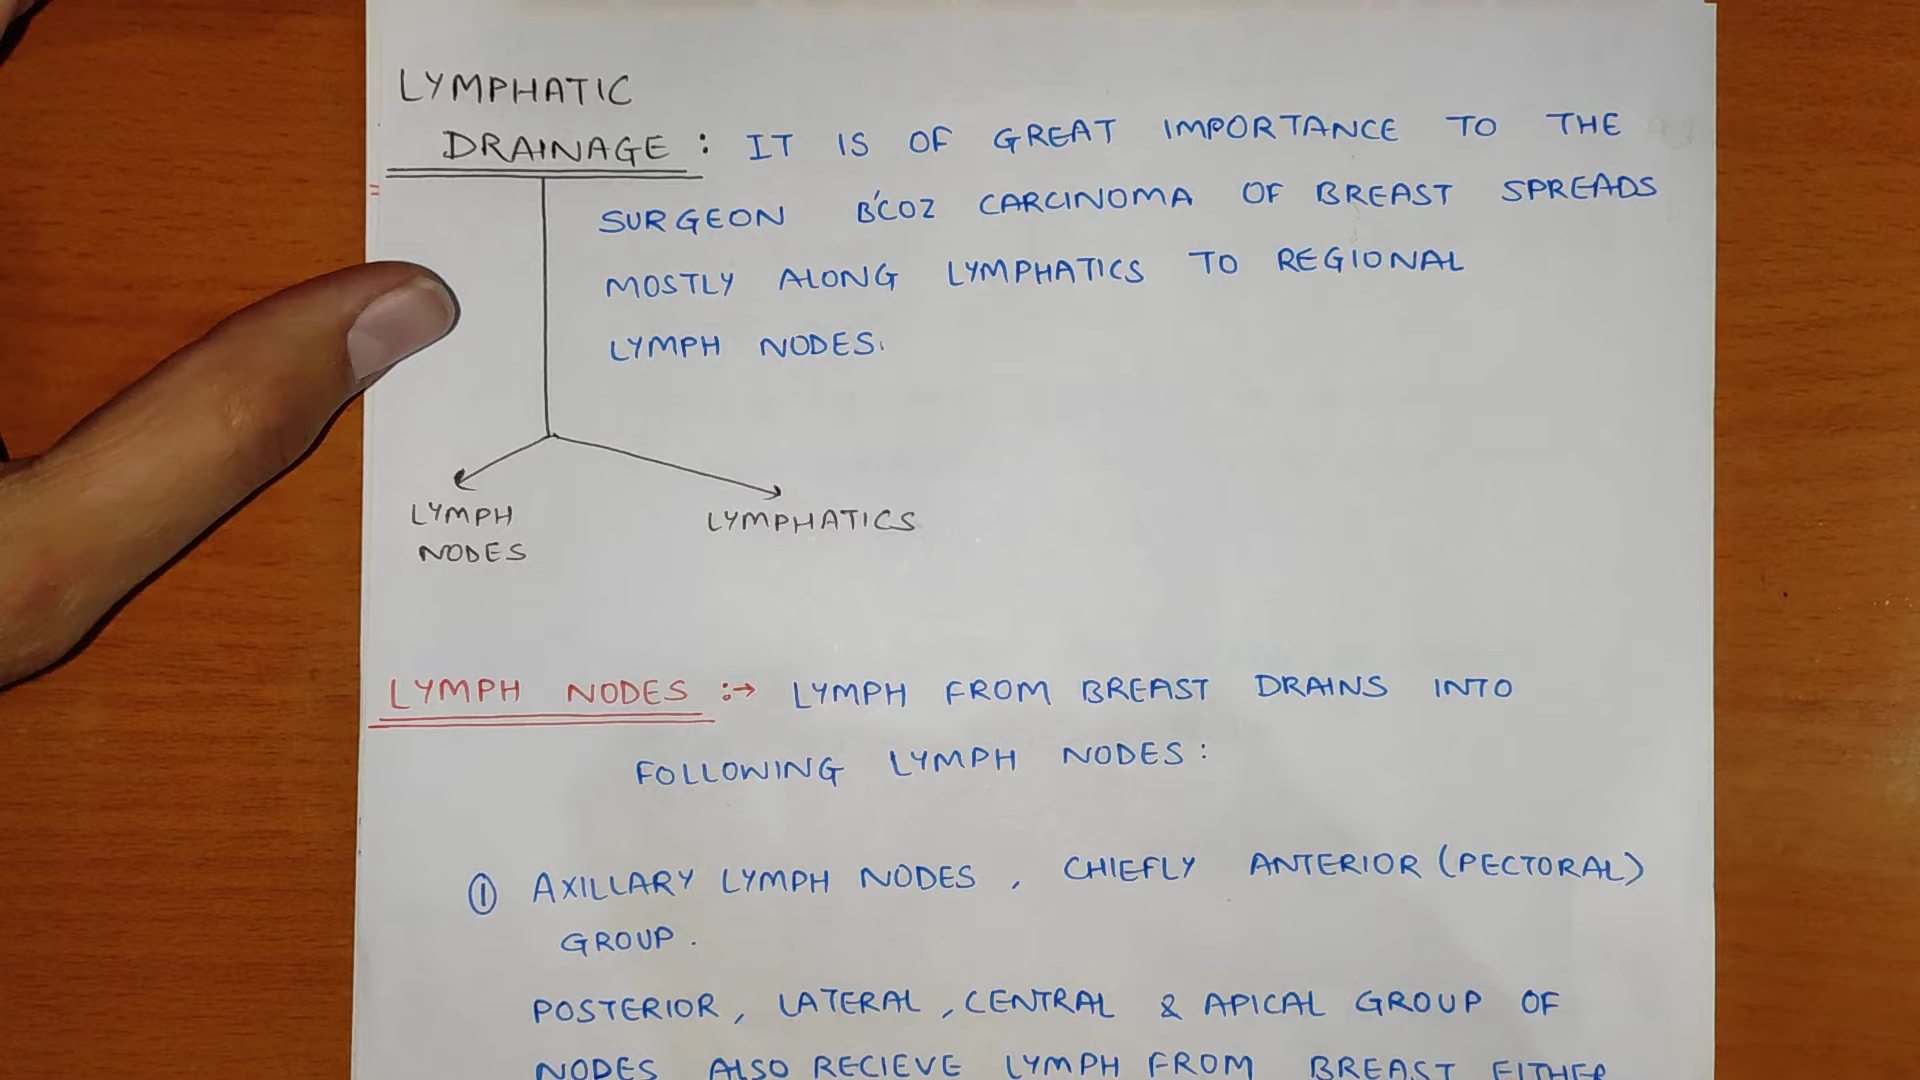 LYMPHATIC
DRAINAGE : IT IS OF GREAT IMPORTANCE TO THE
SURGEON B'COZ CARCINOMA OF BREAST SPREADS
MOSTLY ALONG LYMPHATICS TO REGIONAL
LYMPH NODES.
LYMPH
NODES
LYMPHATICS
LYMPH NODES :→ LYMPH FROM BREAST DRAINS INTO
FOLLOWING LYMPH NODES :
① AXILLARY LYMPH NODES , CHIEFLY ANTERIOR (PECTORAL)
GROUP .
POSTERIOR , LATERAL , CENTRAL & APICAL GROUP OF
NODES ALSO RECIEVE LYMPH FROM BREAST EITHER